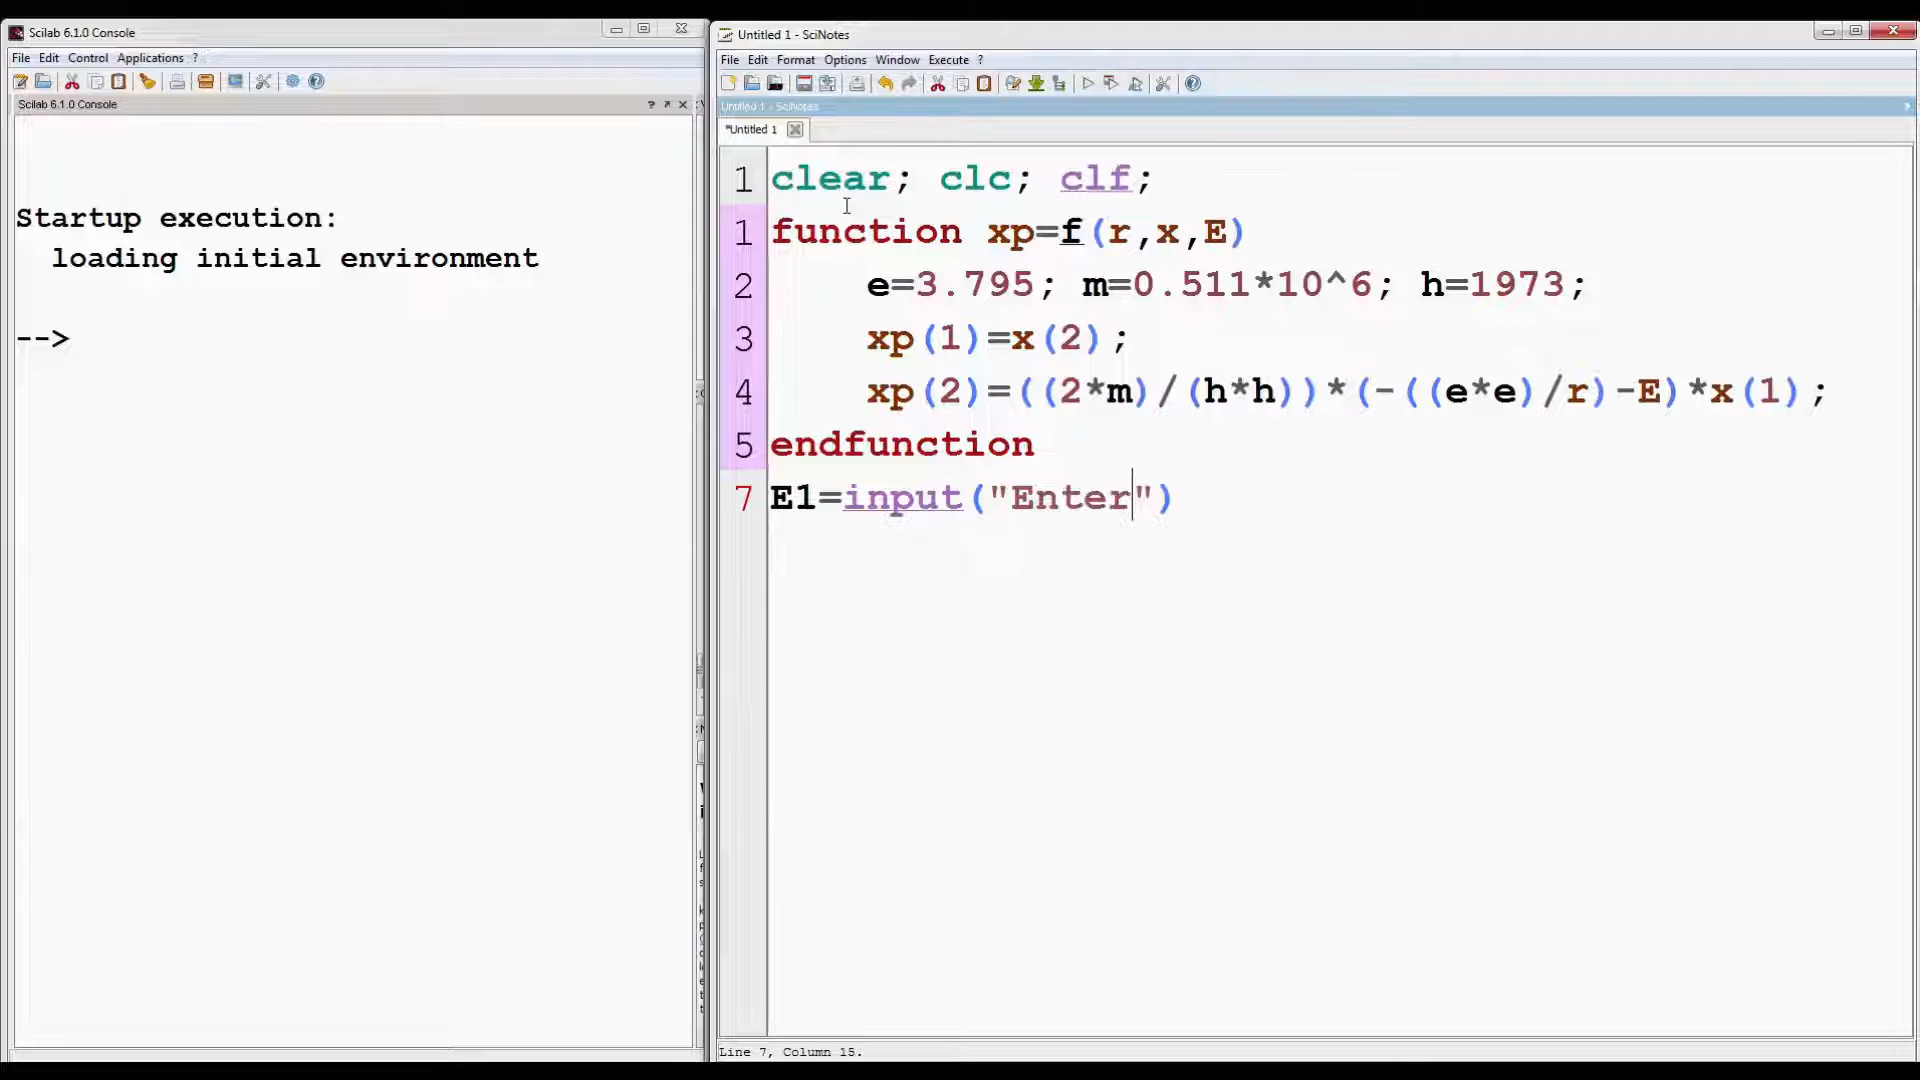 Scilab 6.1.0 Console
File Edit Control Applications ?
Scilab 6.1.0 Console
Startup execution:
loading initial environment
-->
Untitled 1 - SciNotes
File Edit Format Options Window Execute ?
Untitled 1 - SciNotes
*Untitled 1
1 clear; clc; clf;
1 function xp=f(r,x,E)
2 e=3.795; m=0.511*10^6; h=1973;
3 xp(1)=x(2);
4 xp(2)=((2*m)/(h*h))*(-((e*e)/r)-E)*x(1);
5 endfunction
7 E1=input("Enter")
Line 7, Column 15.